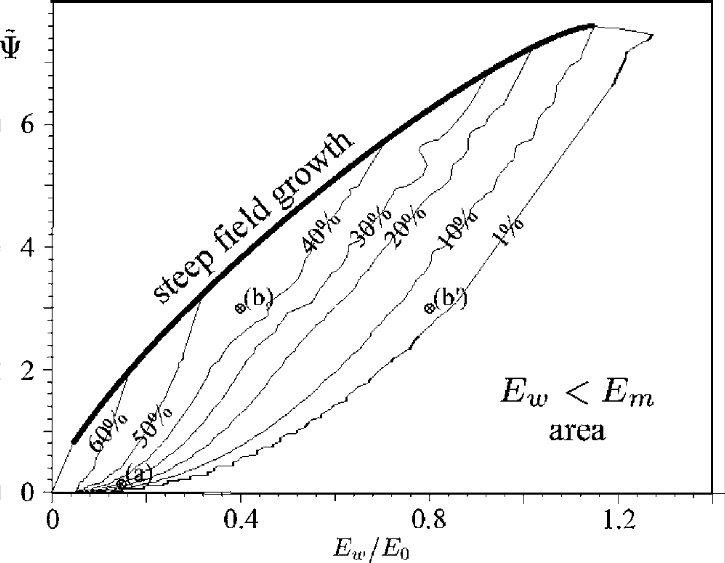 Ψ̃
6
4
2
0
steep field growth
40%
30%
20%
10%
1%
⊕(b)
⊕(b')
60%
50%
⊕(a)
E_w < E_m
area
0
0.4
0.8
1.2
E_w/E_0